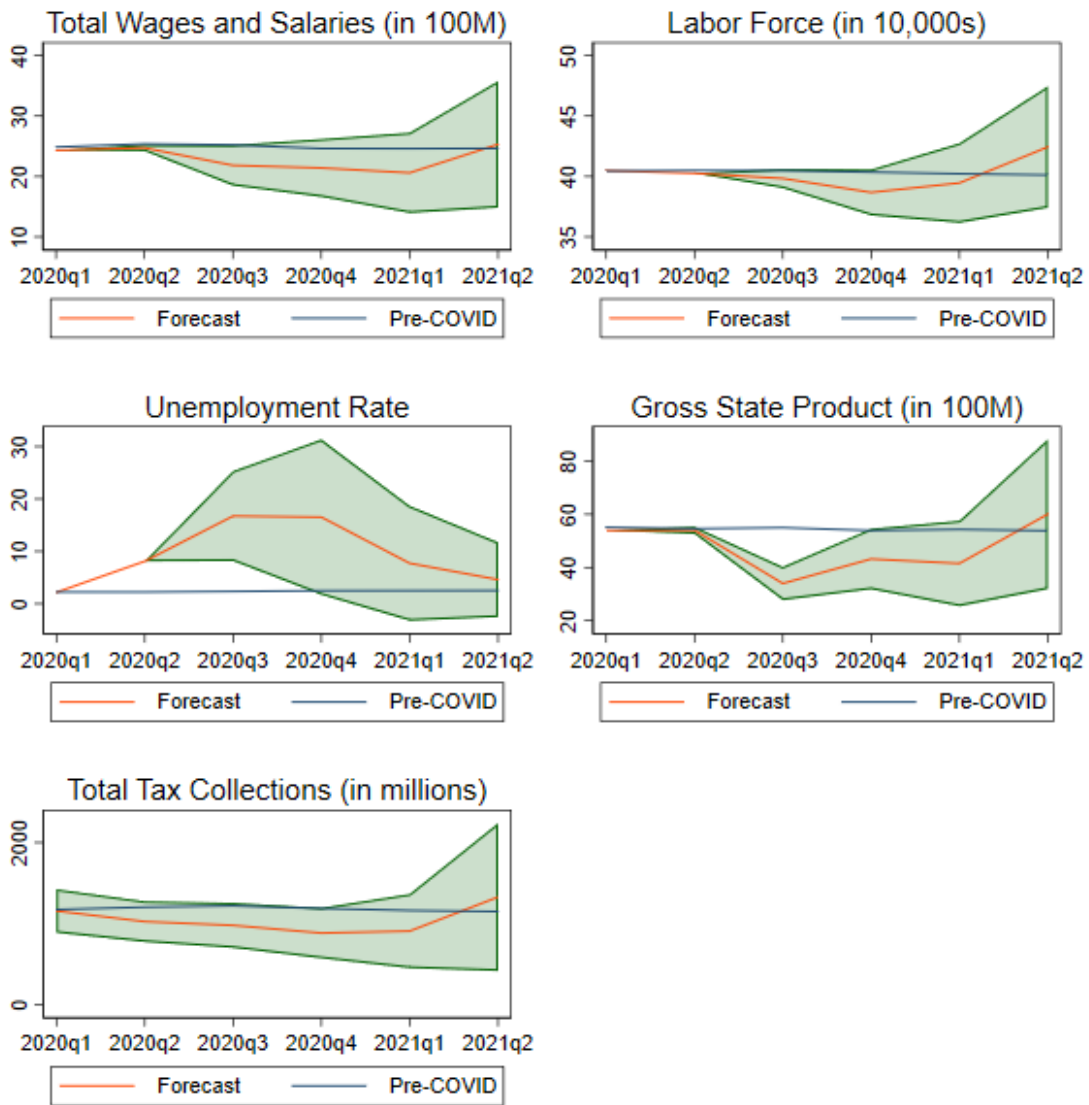 Total Wages and Salaries (in 100M)
40
30
20
10
2020q1 2020q2 2020q3 2020q4 2021q1 2021q2
Forecast Pre-COVID
Labor Force (in 10,000s)
50
45
40
35
2020q1 2020q2 2020q3 2020q4 2021q1 2021q2
Forecast Pre-COVID
Unemployment Rate
30
20
10
0
2020q1 2020q2 2020q3 2020q4 2021q1 2021q2
Forecast Pre-COVID
Gross State Product (in 100M)
80
60
40
20
2020q1 2020q2 2020q3 2020q4 2021q1 2021q2
Forecast Pre-COVID
Total Tax Collections (in millions)
2000
0
2020q1 2020q2 2020q3 2020q4 2021q1 2021q2
Forecast Pre-COVID